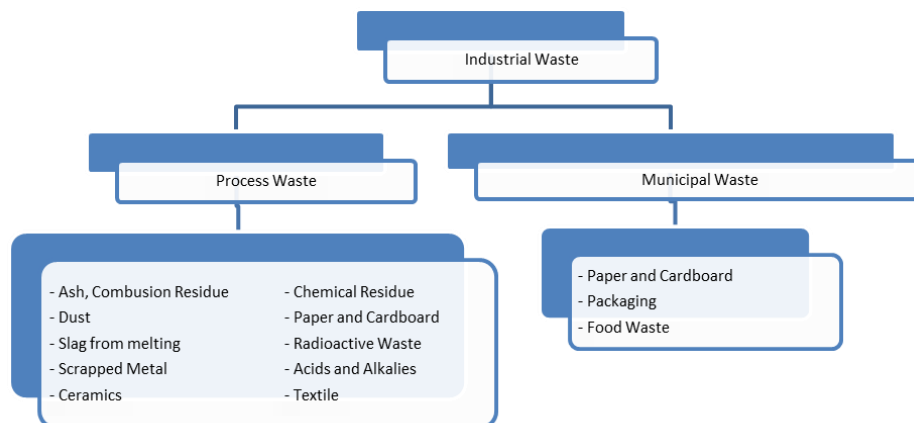 Industrial Waste
Process Waste
Municipal Waste
- Ash, Combusion Residue
- Dust
- Slag from melting
- Scrapped Metal
- Ceramics
- Chemical Residue
- Paper and Cardboard
- Radioactive Waste
- Acids and Alkalies
- Textile
- Paper and Cardboard
- Packaging
- Food Waste